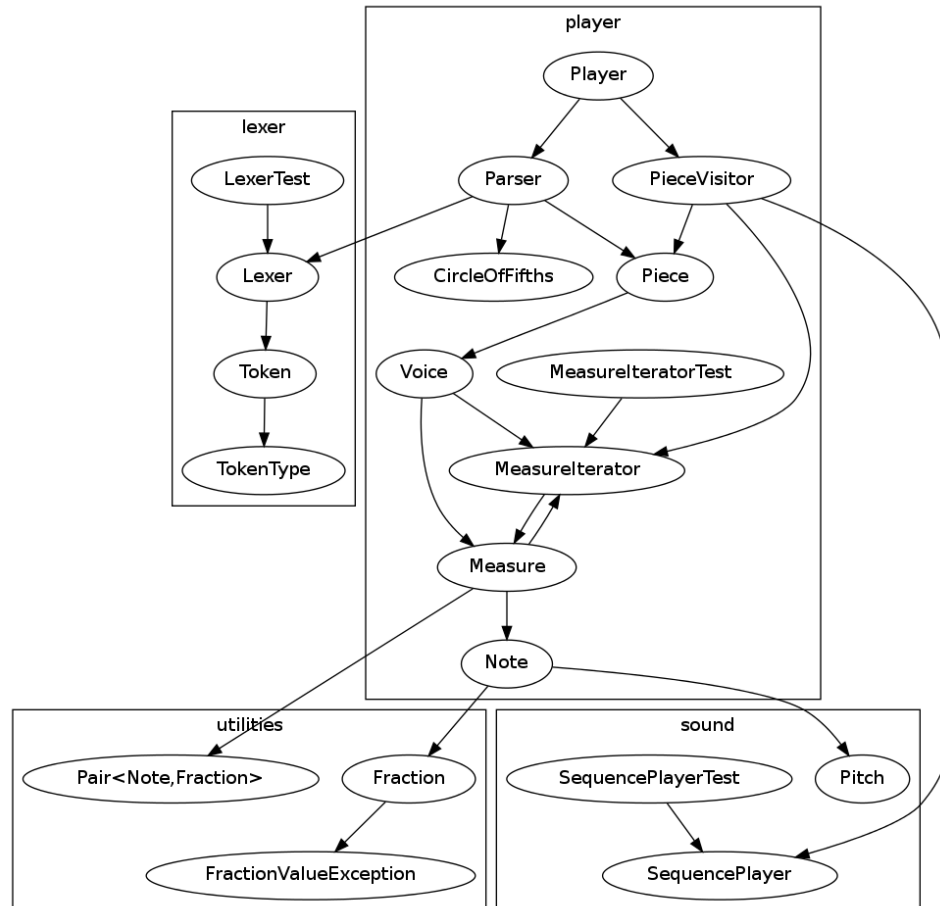 player
Player
lexer
LexerTest
Parser
PieceVisitor
Lexer
CircleOfFifths
Piece
Token
Voice
MeasureIteratorTest
TokenType
MeasureIterator
Measure
Note
utilities
sound
Pair<Note,Fraction>
Fraction
SequencePlayerTest
Pitch
FractionValueException
SequencePlayer